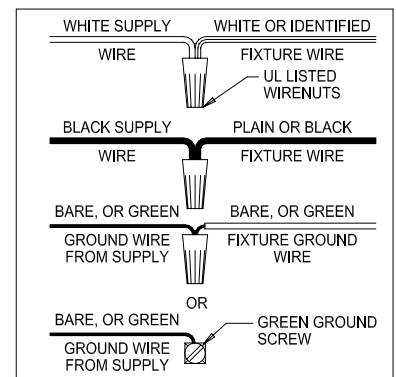 WHITE SUPPLY WHITE OR IDENTIFIED
WIRE FIXTURE WIRE
UL LISTED
WIRENUTS
BLACK SUPPLY PLAIN OR BLACK
WIRE FIXTURE WIRE
BARE, OR GREEN BARE, OR GREEN
GROUND WIRE FIXTURE GROUND
FROM SUPPLY WIRE
OR
BARE, OR GREEN GREEN GROUND
SCREW
GROUND WIRE
FROM SUPPLY